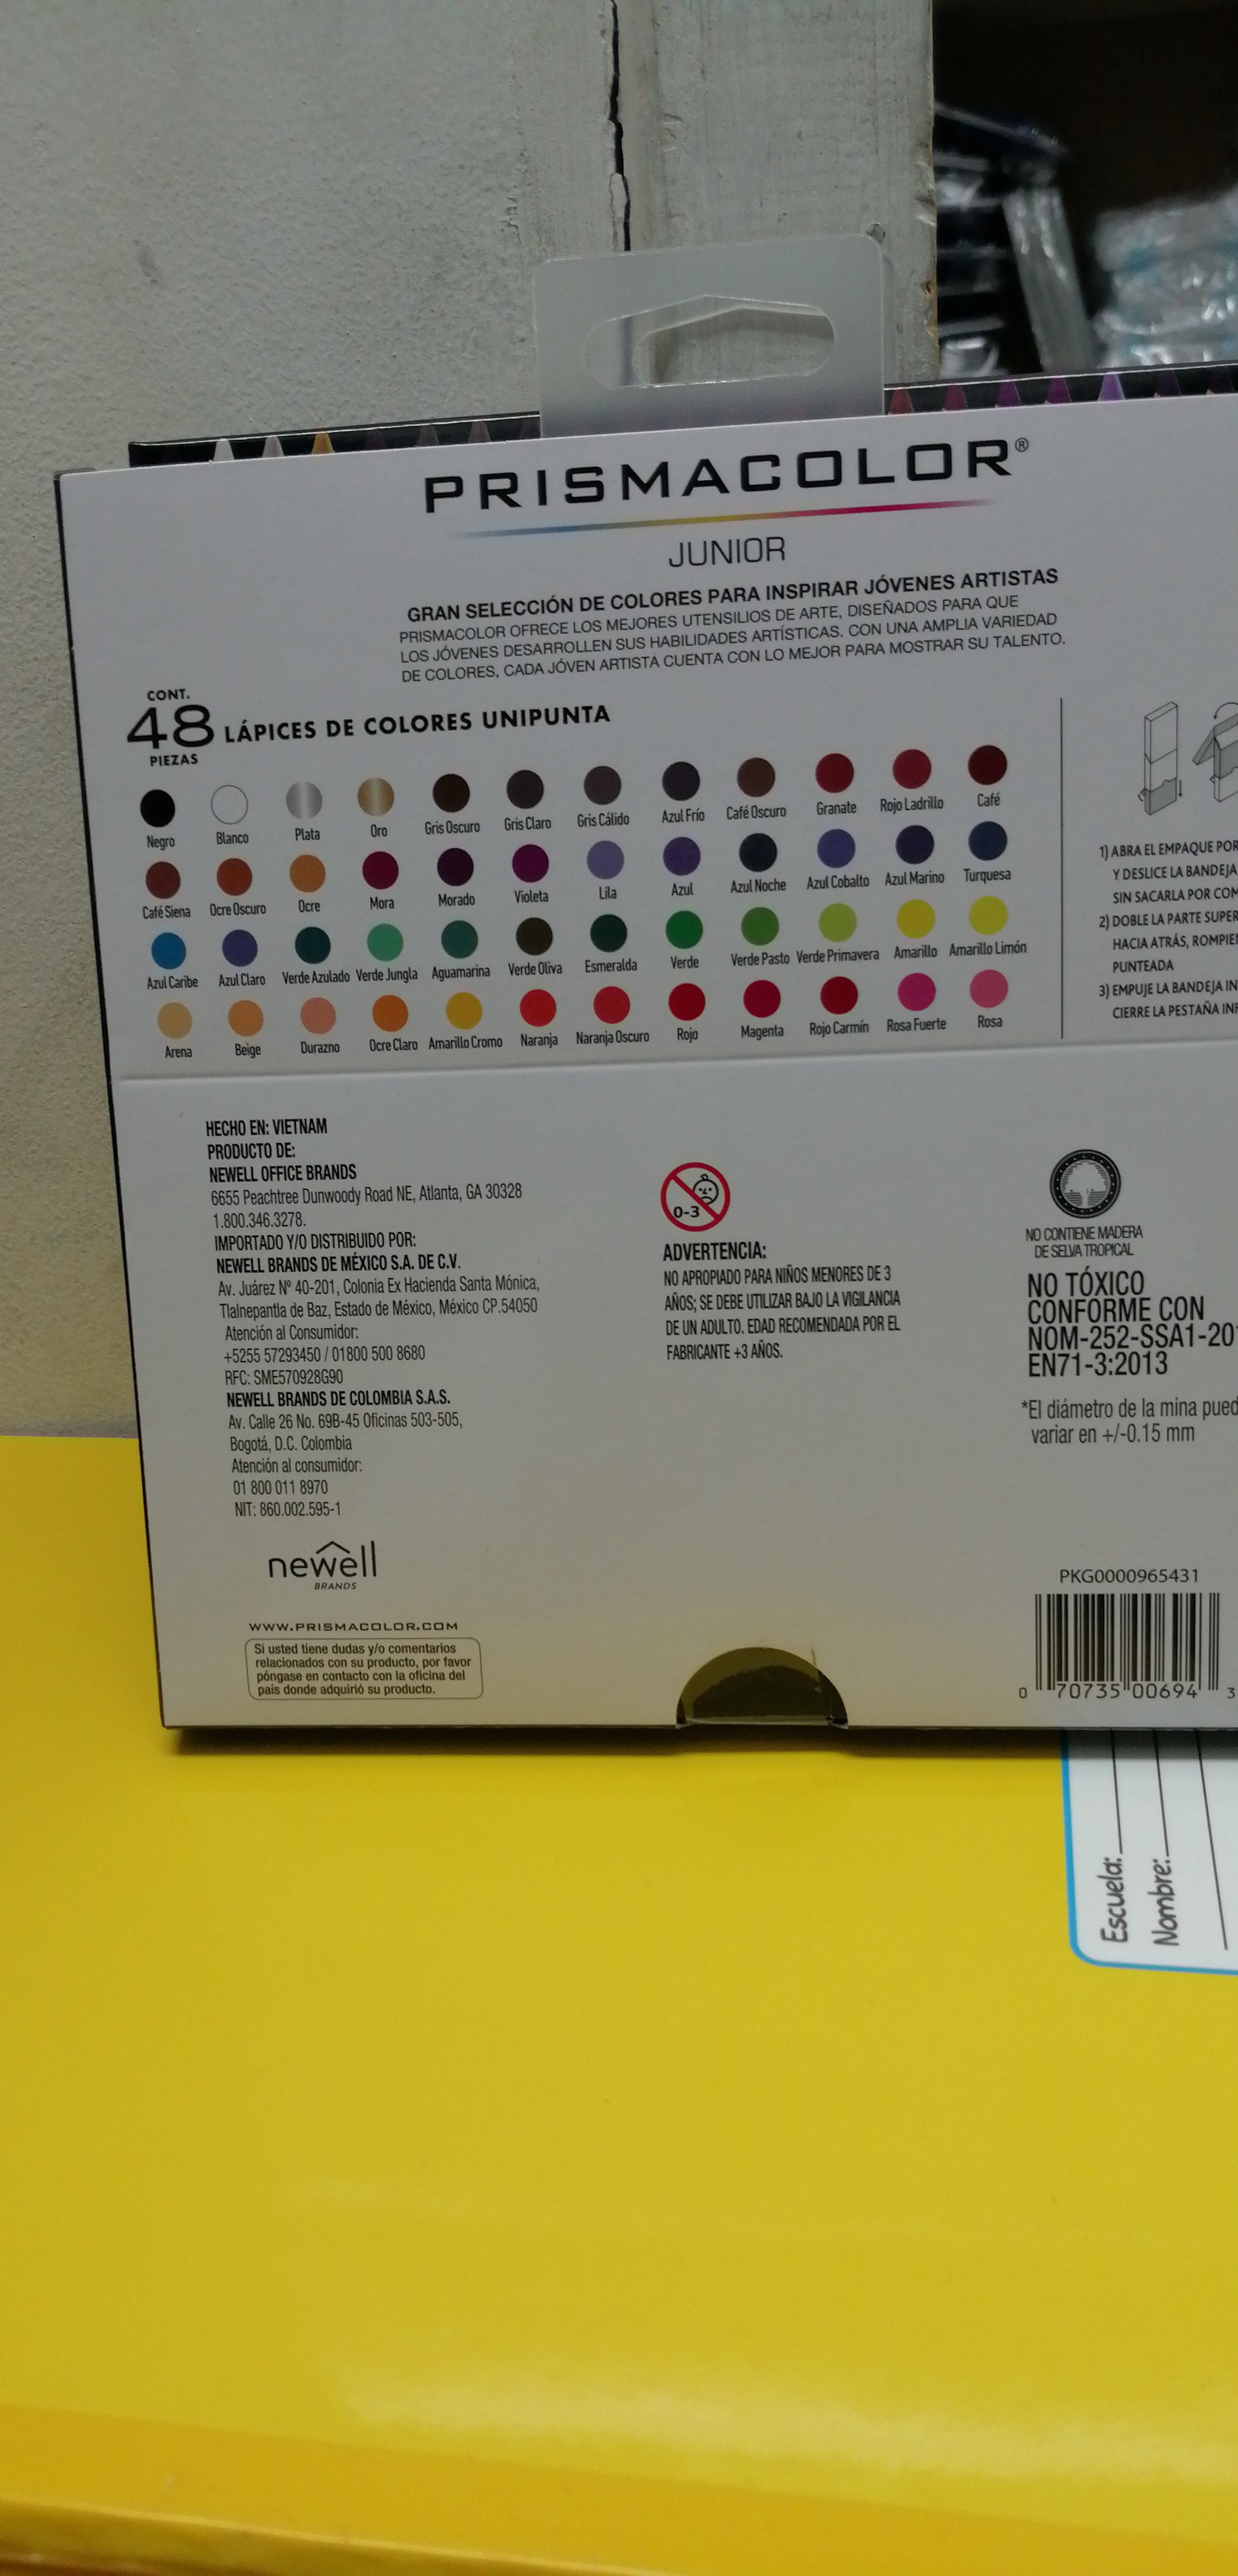 PRISMACOLOR®
JUNIOR
GRAN SELECCIÓN DE COLORES PARA INSPIRAR JÓVENES ARTISTAS
PRISMACOLOR OFRECE LOS MEJORES UTENSILIOS DE ARTE, DISEÑADOS PARA QUE
LOS JÓVENES DESARROLLEN SUS HABILIDADES ARTÍSTICAS. CON UNA AMPLIA VARIEDAD
DE COLORES, CADA JÓVEN ARTISTA CUENTA CON LO MEJOR PARA MOSTRAR SU TALENTO.
CONT.
48 LÁPICES DE COLORES UNIPUNTA
PIEZAS
Negro Blanco Plata Oro Gris Oscuro Gris Claro Gris Cálido Azul Frío Café Oscuro Granate Rojo Ladrillo Café
Café Siena Ocre Oscuro Ocre Mora Morado Violeta Lila Azul Azul Noche Azul Cobalto Azul Marino Turquesa
Azul Caribe Azul Claro Verde Azulado Verde Jungla Aguamarina Verde Oliva Esmeralda Verde Verde Pasto Verde Primavera Amarillo Amarillo Limón
Arena Beige Durazno Ocre Claro Amarillo Cromo Naranja Naranja Oscuro Rojo Magenta Rojo Carmín Rosa Fuerte Rosa
1) ABRA EL EMPAQUE POR
Y DESLICE LA BANDEJA
SIN SACARLA POR COM
2) DOBLE LA PARTE SUPER
HACIA ATRÁS, ROMPIE
PUNTEADA
3) EMPUJE LA BANDEJA IN
CIERRE LA PESTAÑA INF
HECHO EN: VIETNAM
PRODUCTO DE:
NEWELL OFFICE BRANDS
6655 Peachtree Dunwoody Road NE, Atlanta, GA 30328
1.800.346.3278.
IMPORTADO Y/O DISTRIBUIDO POR:
NEWELL BRANDS DE MÉXICO S.A. DE C.V.
Av. Juárez Nº 40-201, Colonia Ex Hacienda Santa Mónica,
Tlalnepantla de Baz, Estado de México, México CP.54050
Atención al Consumidor:
+5255 57293450 / 01800 500 8680
RFC: SME570928G90
NEWELL BRANDS DE COLOMBIA S.A.S.
Av. Calle 26 No. 69B-45 Oficinas 503-505,
Bogotá, D.C. Colombia
Atención al consumidor:
01 800 011 8970
NIT: 860.002.595-1
newell
BRANDS
WWW.PRISMACOLOR.COM
Si usted tiene dudas y/o comentarios
relacionados con su producto, por favor
póngase en contacto con la oficina del
país donde adquirió su producto.
0-3
ADVERTENCIA:
NO APROPIADO PARA NIÑOS MENORES DE 3
AÑOS; SE DEBE UTILIZAR BAJO LA VIGILANCIA
DE UN ADULTO. EDAD RECOMENDADA POR EL
FABRICANTE +3 AÑOS.
NO CONTIENE MADERA
DE SELVA TROPICAL
NO TÓXICO
CONFORME CON
NOM-252-SSA1-201
EN71-3:2013
*El diámetro de la mina pued
variar en +/-0.15 mm
PKG0000965431
0 70735 00694 3
Escuela:
Nombre: